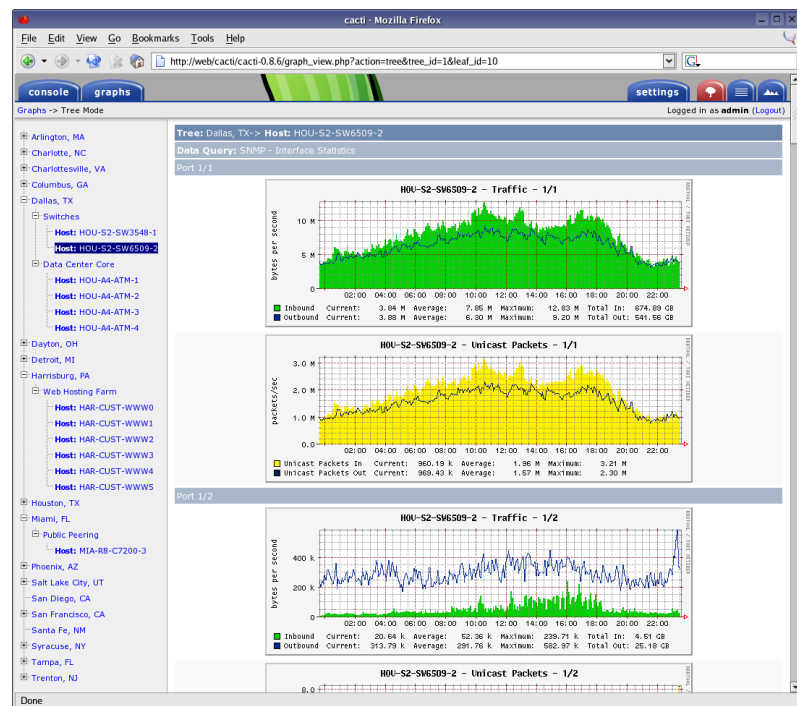 cacti - Mozilla Firefox
File Edit View Go Bookmarks Tools Help
http://web/cacti/cacti-0.8.6/graph_view.php?action=tree&tree_id=1&leaf_id=10
G
console graphs settings
Graphs -> Tree Mode
Logged in as admin (Logout)
Arlington, MA
Charlotte, NC
Charlottesville, VA
Columbus, GA
Dallas, TX
Switches
Host: HOU-S2-SW3548-1
Host: HOU-S2-SW6509-2
Data Center Core
Host: HOU-A4-ATM-1
Host: HOU-A4-ATM-2
Host: HOU-A4-ATM-3
Host: HOU-A4-ATM-4
Dayton, OH
Detroit, MI
Harrisburg, PA
Web Hosting Farm
Host: HAR-CUST-WWW0
Host: HAR-CUST-WWW1
Host: HAR-CUST-WWW2
Host: HAR-CUST-WWW3
Host: HAR-CUST-WWW4
Host: HAR-CUST-WWW5
Houston, TX
Miami, FL
Public Peering
Host: MIA-R8-C7200-3
Phoenix, AZ
Salt Lake City, UT
San Diego, CA
San Francisco, CA
Santa Fe, NM
Syracuse, NY
Tampa, FL
Trenton, NJ
Tree: Dallas, TX-> Host: HOU-S2-SW6509-2
Data Query: SNMP - Interface Statistics
Port 1/1
HOU-S2-SW6509-2 - Traffic - 1/1
bytes per second
10 M
5 M
0
02:00 04:00 06:00 08:00 10:00 12:00 14:00 16:00 18:00 20:00 22:00
Inbound Current: 3.84 M Average: 7.85 M Maximum: 12.83 M Total In: 674.89 GB
Outbound Current: 3.88 M Average: 6.30 M Maximum: 9.20 M Total Out: 541.56 GB
HOU-S2-SW6509-2 - Unicast Packets - 1/1
packets/sec
3.0 M
2.0 M
1.0 M
0.0
02:00 04:00 06:00 08:00 10:00 12:00 14:00 16:00 18:00 20:00 22:00
Unicast Packets In Current: 960.19 k Average: 1.96 M Maximum: 3.21 M
Unicast Packets Out Current: 969.43 k Average: 1.57 M Maximum: 2.30 M
Port 1/2
HOU-S2-SW6509-2 - Traffic - 1/2
bytes per second
400 k
200 k
0
02:00 04:00 06:00 08:00 10:00 12:00 14:00 16:00 18:00 20:00 22:00
Inbound Current: 20.64 k Average: 52.36 k Maximum: 239.71 k Total In: 4.51 GB
Outbound Current: 313.79 k Average: 291.76 k Maximum: 582.97 k Total Out: 25.18 GB
HOU-S2-SW6509-2 - Unicast Packets - 1/2
8.0
Done